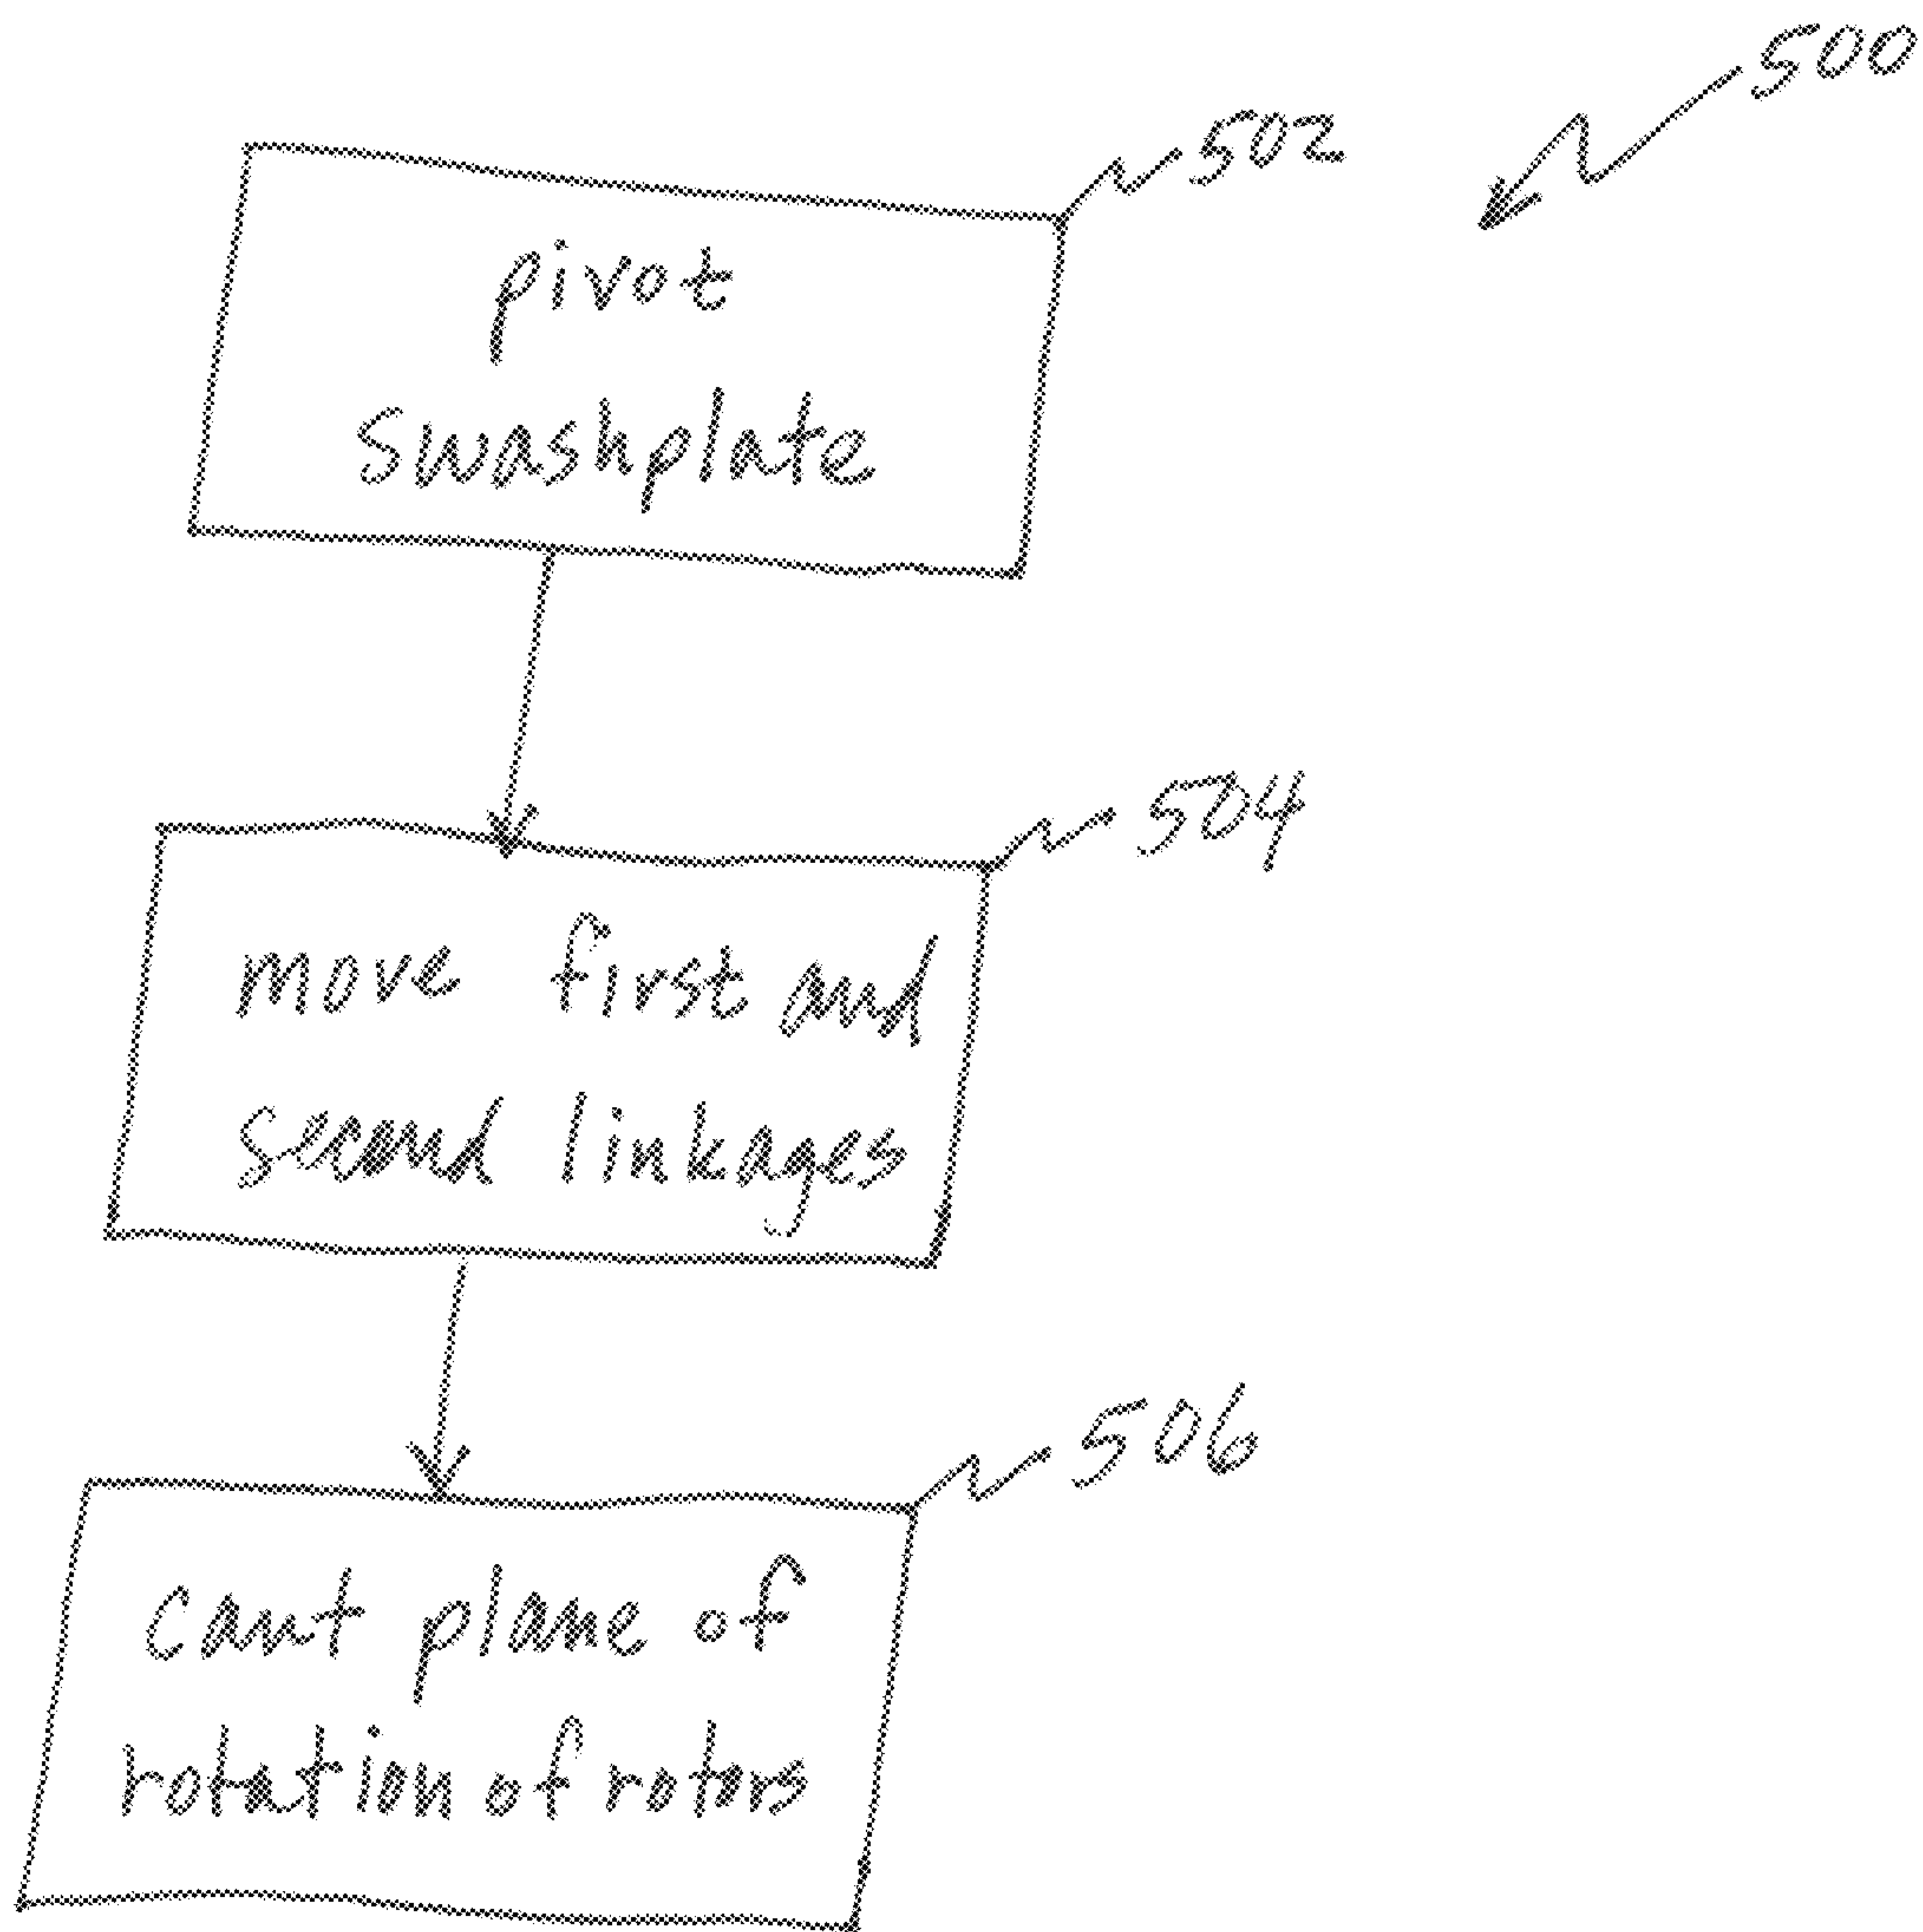 500
502
pivot
swashplate
504
move first and
second linkages
506
cant plane of
rotation of rotors